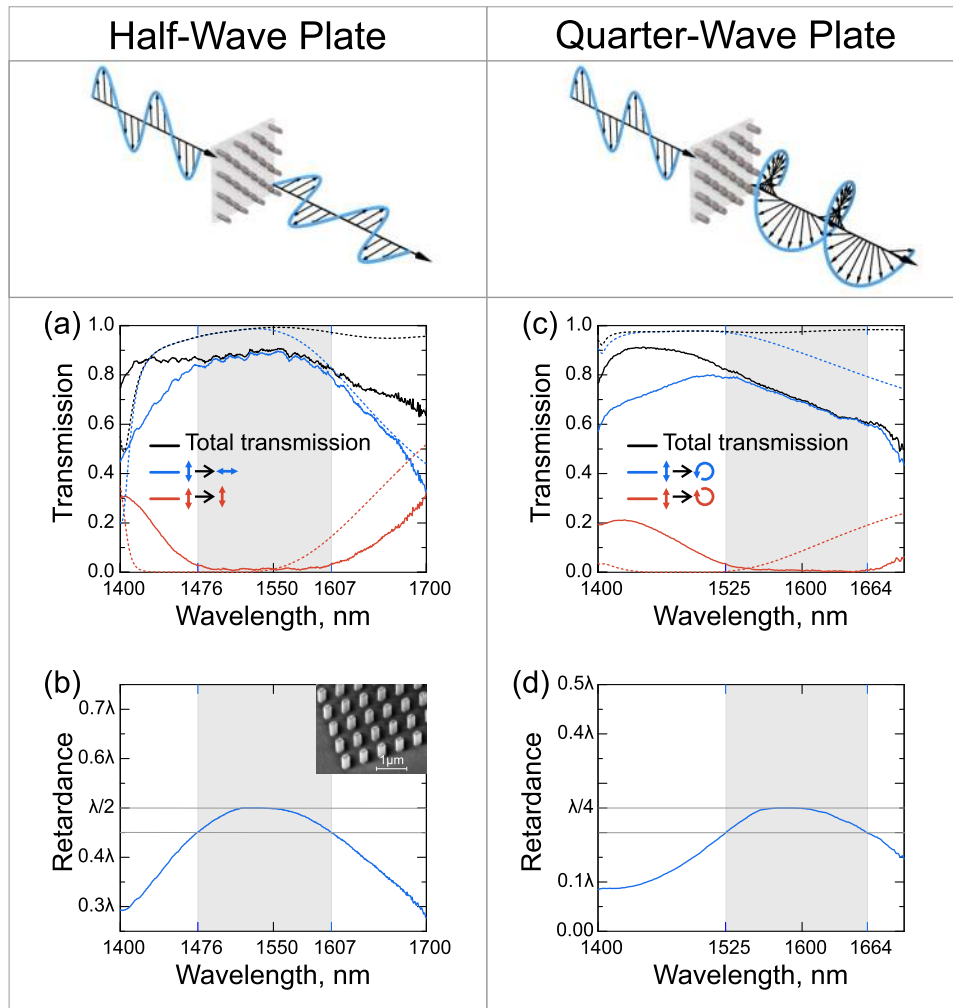 Half-Wave Plate
Quarter-Wave Plate
(a)
1.0
0.8
0.6
0.4
0.2
0.0
Transmission
Total transmission
1400 1476 1550 1607 1700
Wavelength, nm
(c)
1.0
0.8
0.6
0.4
0.2
0.0
Transmission
Total transmission
1400 1525 1600 1664
Wavelength, nm
(b)
0.7λ
0.6λ
λ/2
0.4λ
0.3λ
Retardance
1μm
1400 1476 1550 1607 1700
Wavelength, nm
(d)
0.5λ
0.4λ
λ/4
0.1λ
0.00
Retardance
1400 1525 1600 1664
Wavelength, nm